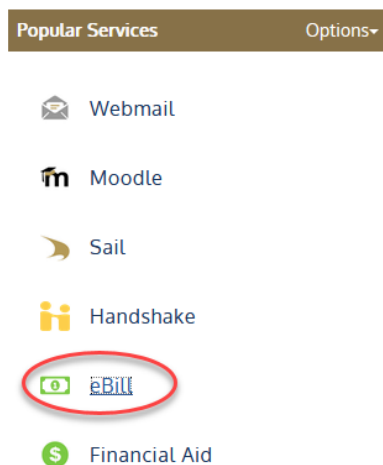 Popular Services Options
Webmail
Moodle
Sail
Handshake
eBill
Financial Aid